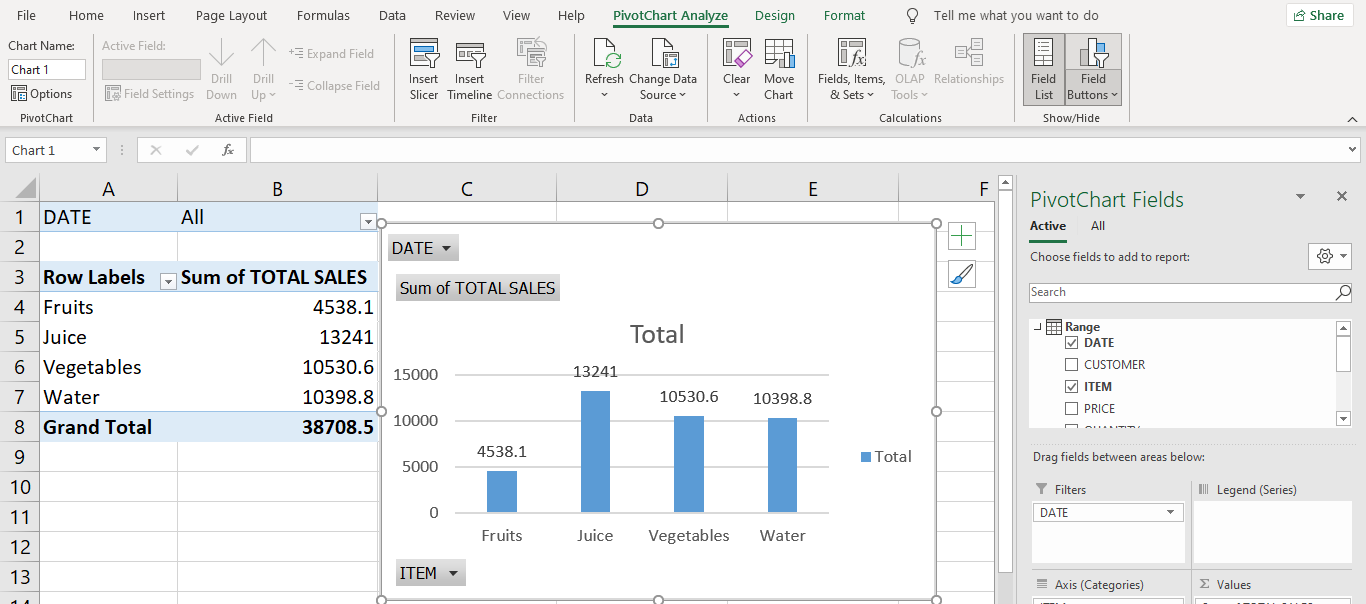 File Home Insert Page Layout Formulas Data Review View Help PivotChart Analyze Design Format Tell me what you want to do Share
Chart Name: Active Field:
Chart 1
Options
Drill Down
Drill Up
Expand Field
Collapse Field
Field Settings
Insert Slicer
Insert Timeline
Filter Connections
Refresh
Change Data Source
Clear
Move Chart
Fields, Items, & Sets
OLAP Tools
Relationships
Field List
Field Buttons
PivotChart Active Field Filter Data Actions Calculations Show/Hide
Chart 1 fx
A B C D E F
1 DATE All
2
3 Row Labels Sum of TOTAL SALES
4 Fruits 4538.1
5 Juice 13241
6 Vegetables 10530.6
7 Water 10398.8
8 Grand Total 38708.5
9
10
11
12
13
DATE
Sum of TOTAL SALES
Total
15000
10000
5000
0
4538.1
13241
10530.6
10398.8
Fruits Juice Vegetables Water
Total
ITEM
PivotChart Fields
Active All
Choose fields to add to report:
Search
Range
DATE
CUSTOMER
ITEM
PRICE
Drag fields between areas below:
Filters Legend (Series)
DATE
Axis (Categories) Σ Values